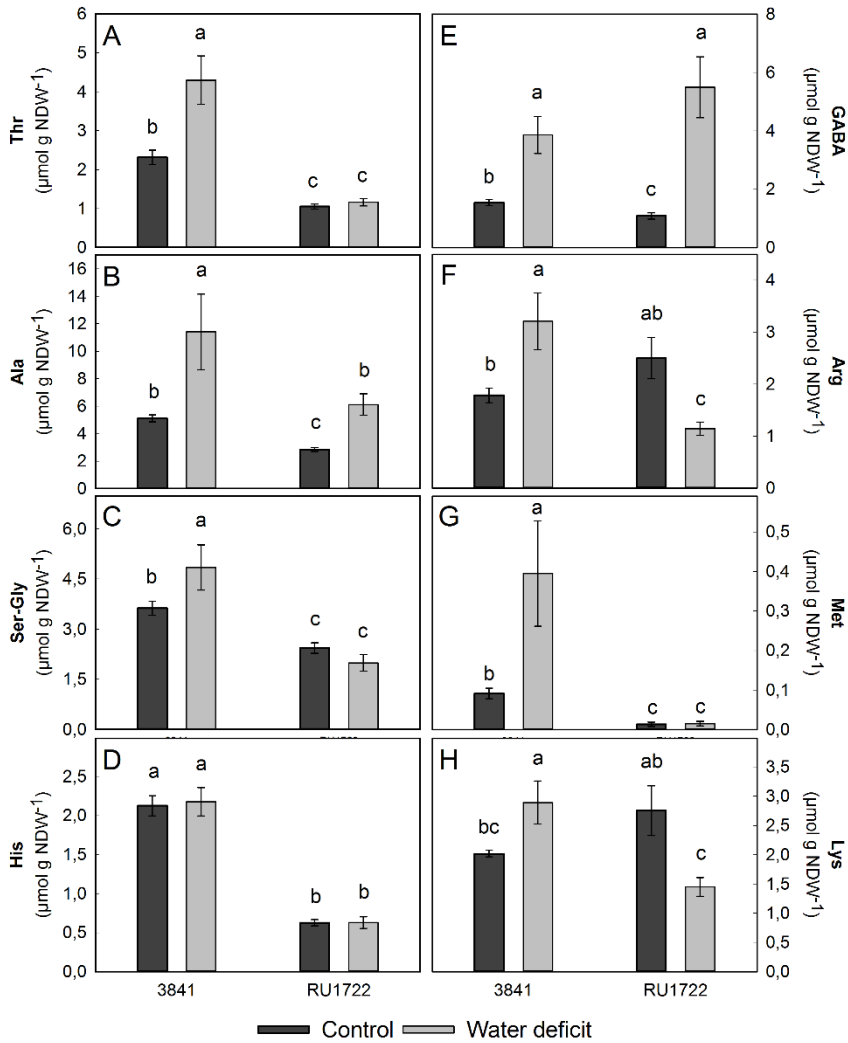 A
Thr
(µmol g NDW⁻¹)
6
5
4
3
2
1
0
b
a
c
c
E
GABA
(µmol g NDW⁻¹)
8
6
4
2
0
b
a
c
a
B
Ala
(µmol g NDW⁻¹)
16
14
12
10
8
6
4
2
0
b
a
c
b
F
Arg
(µmol g NDW⁻¹)
4
3
2
1
0
b
a
ab
c
C
Ser-Gly
(µmol g NDW⁻¹)
6,0
4,5
3,0
1,5
0,0
b
a
c
c
G
Met
(µmol g NDW⁻¹)
0,5
0,4
0,3
0,2
0,1
0,0
b
a
c
c
D
His
(µmol g NDW⁻¹)
2,5
2,0
1,5
1,0
0,5
0,0
a
a
b
b
3841
RU1722
H
Lys
(µmol g NDW⁻¹)
3,5
3,0
2,5
2,0
1,5
1,0
0,5
0,0
bc
a
ab
c
3841
RU1722
Control
Water deficit